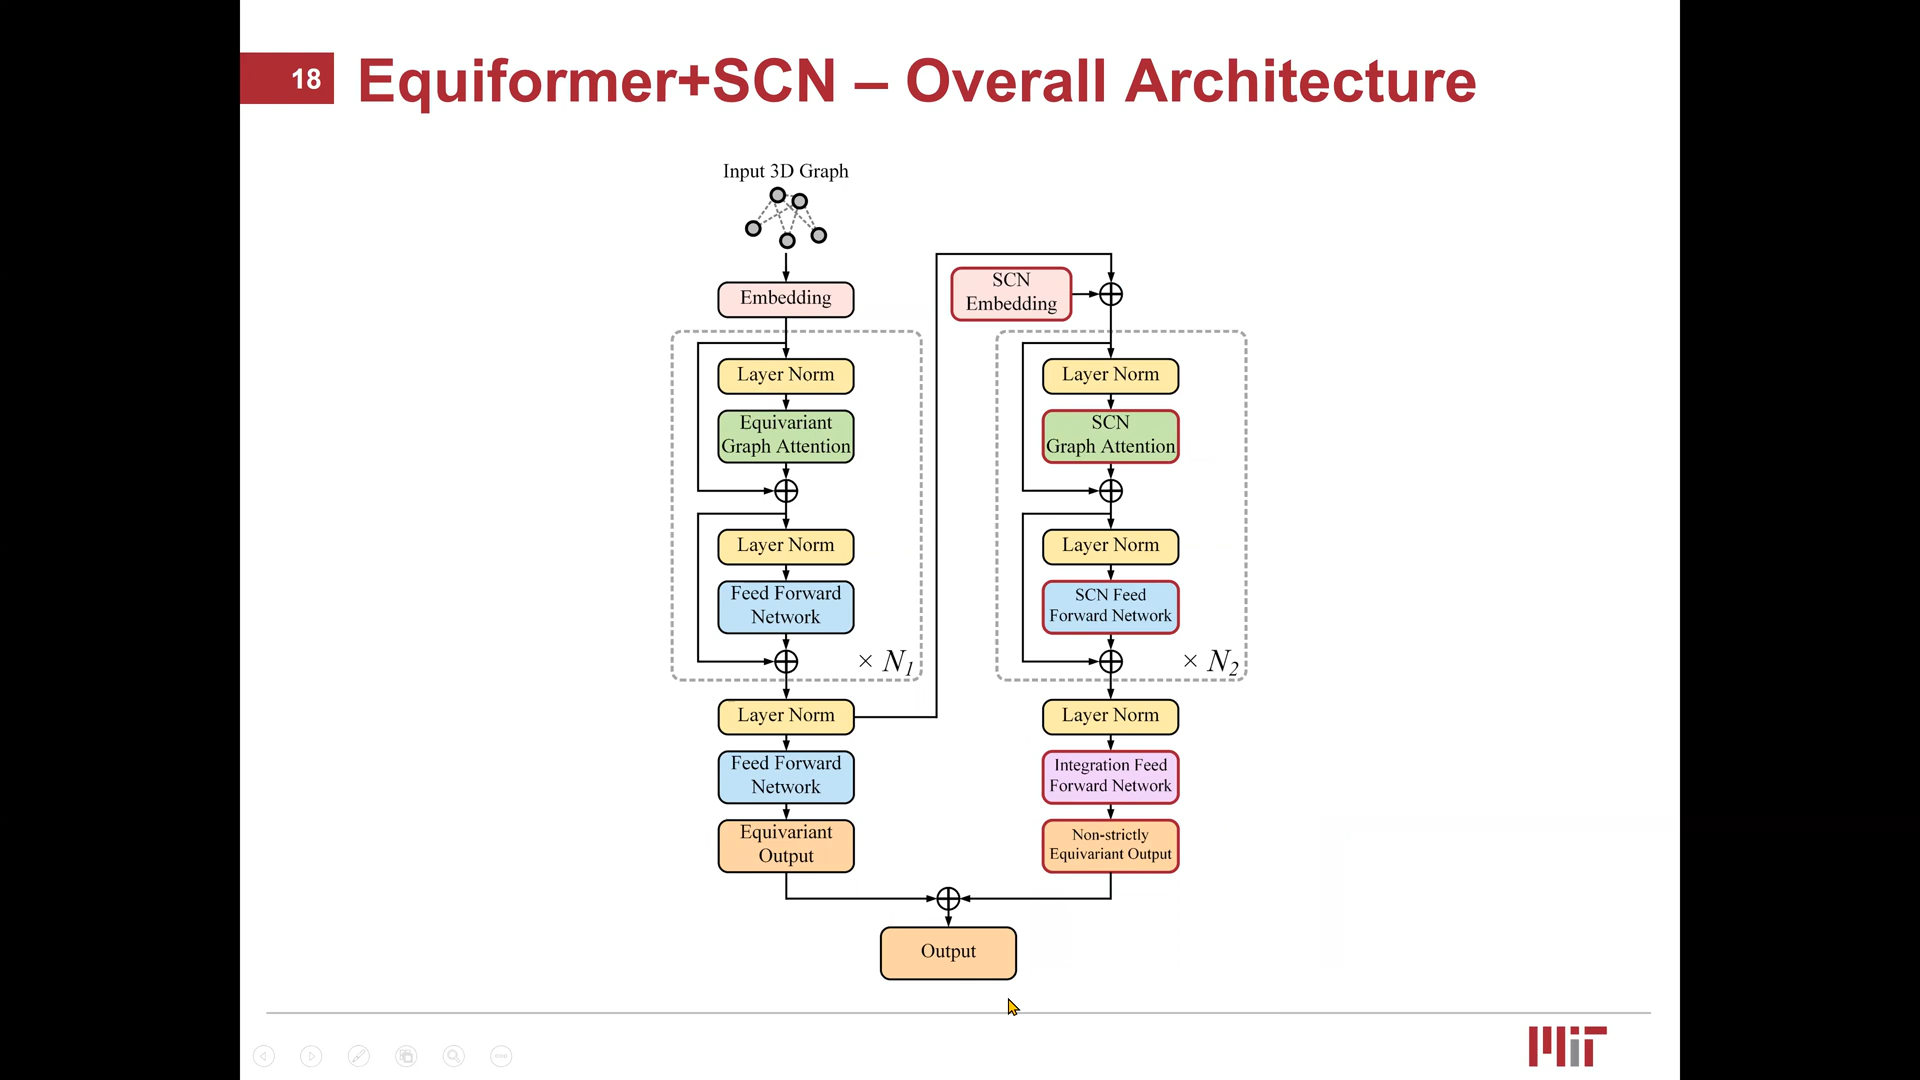 18
Equiformer+SCN – Overall Architecture
Input 3D Graph
Embedding
Layer Norm
Equivariant
Graph Attention
Layer Norm
Feed Forward
Network
× N1
Layer Norm
Feed Forward
Network
Equivariant
Output
SCN
Embedding
Layer Norm
SCN
Graph Attention
Layer Norm
SCN Feed
Forward Network
× N2
Layer Norm
Integration Feed
Forward Network
Non-strictly
Equivariant Output
Output
MIT